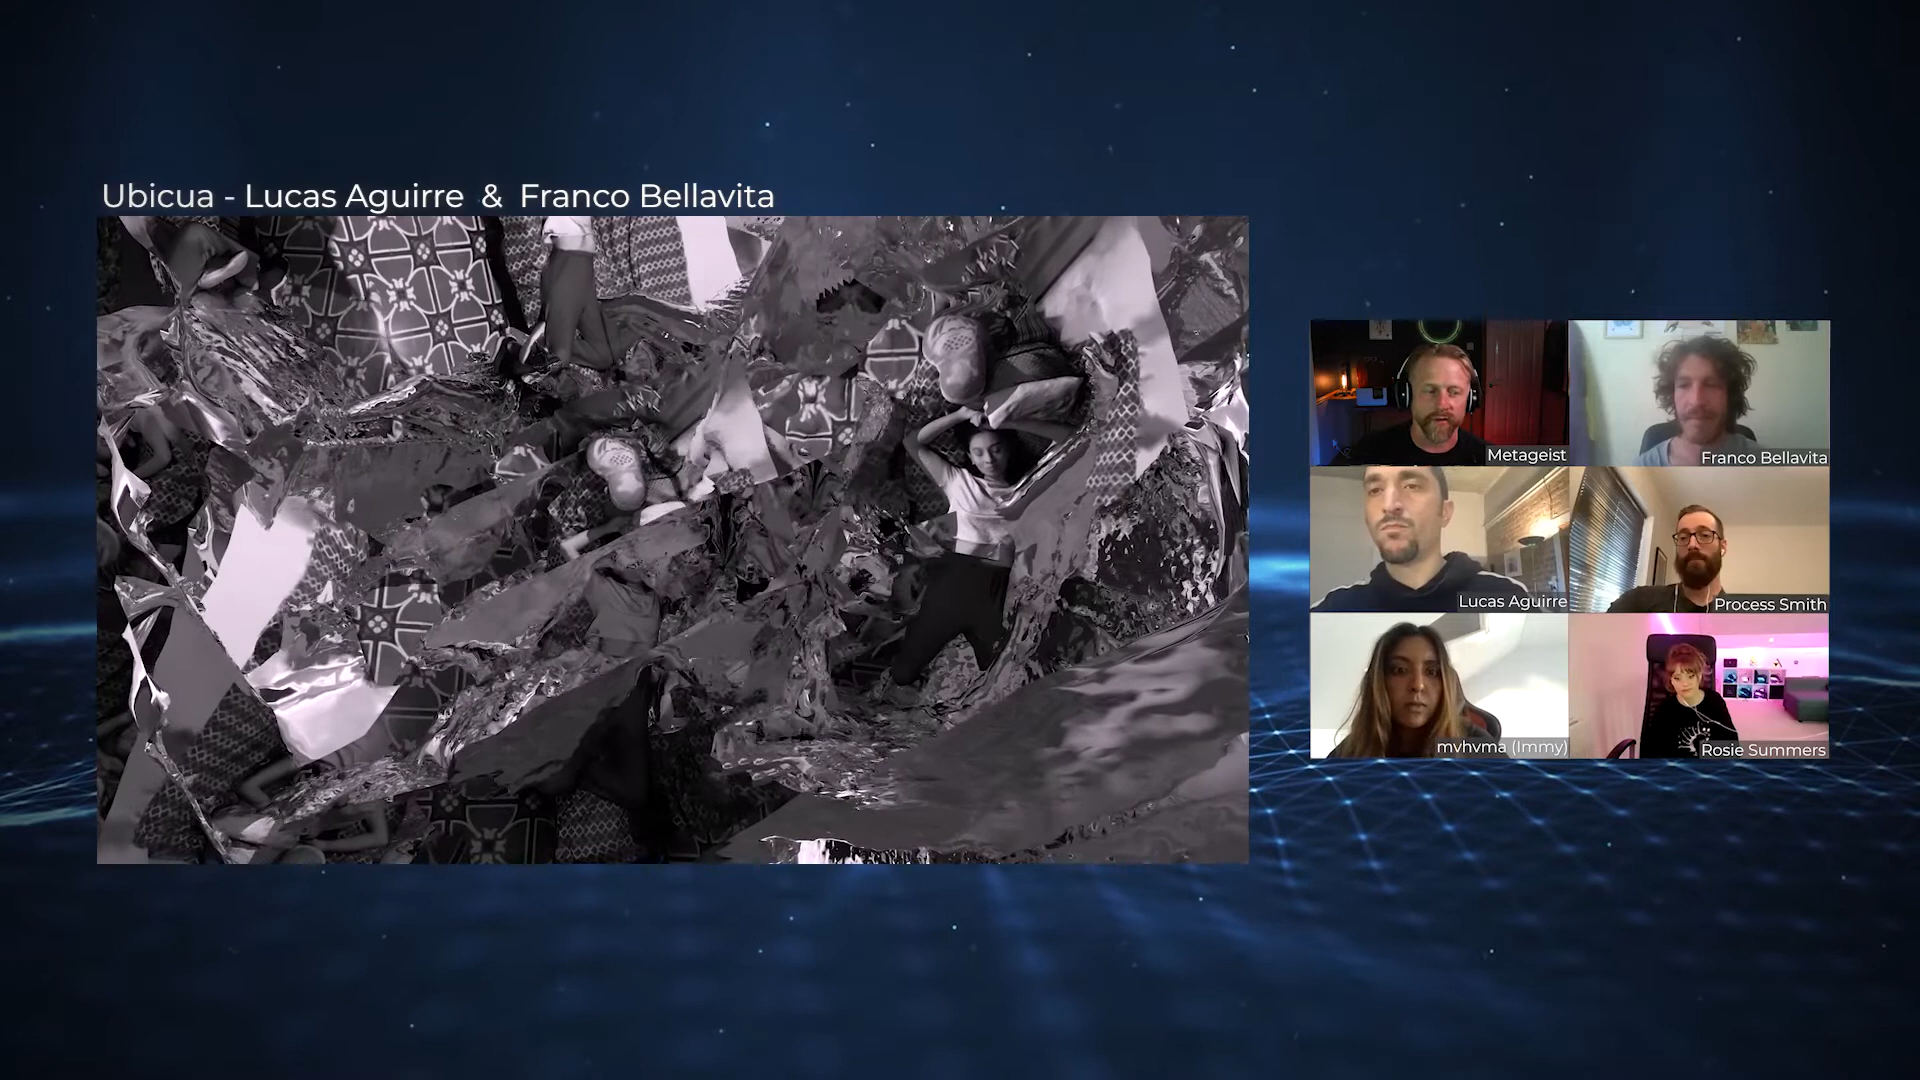 Ubicua - Lucas Aguirre & Franco Bellavita
Metageist
Franco Bellavita
Lucas Aguirre
Process Smith
mvhvma (Immy)
Rosie Summers